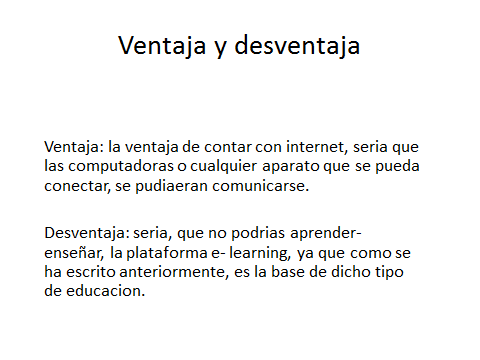 Ventaja y desventaja
Ventaja: la ventaja de contar con internet, seria que
las computadoras o cualquier aparato que se pueda
conectar, se pudiaeran comunicarse.
Desventaja: seria, que no podrias aprender-
enseñar, la plataforma e- learning, ya que como se
ha escrito anteriormente, es la base de dicho tipo
de educacion.